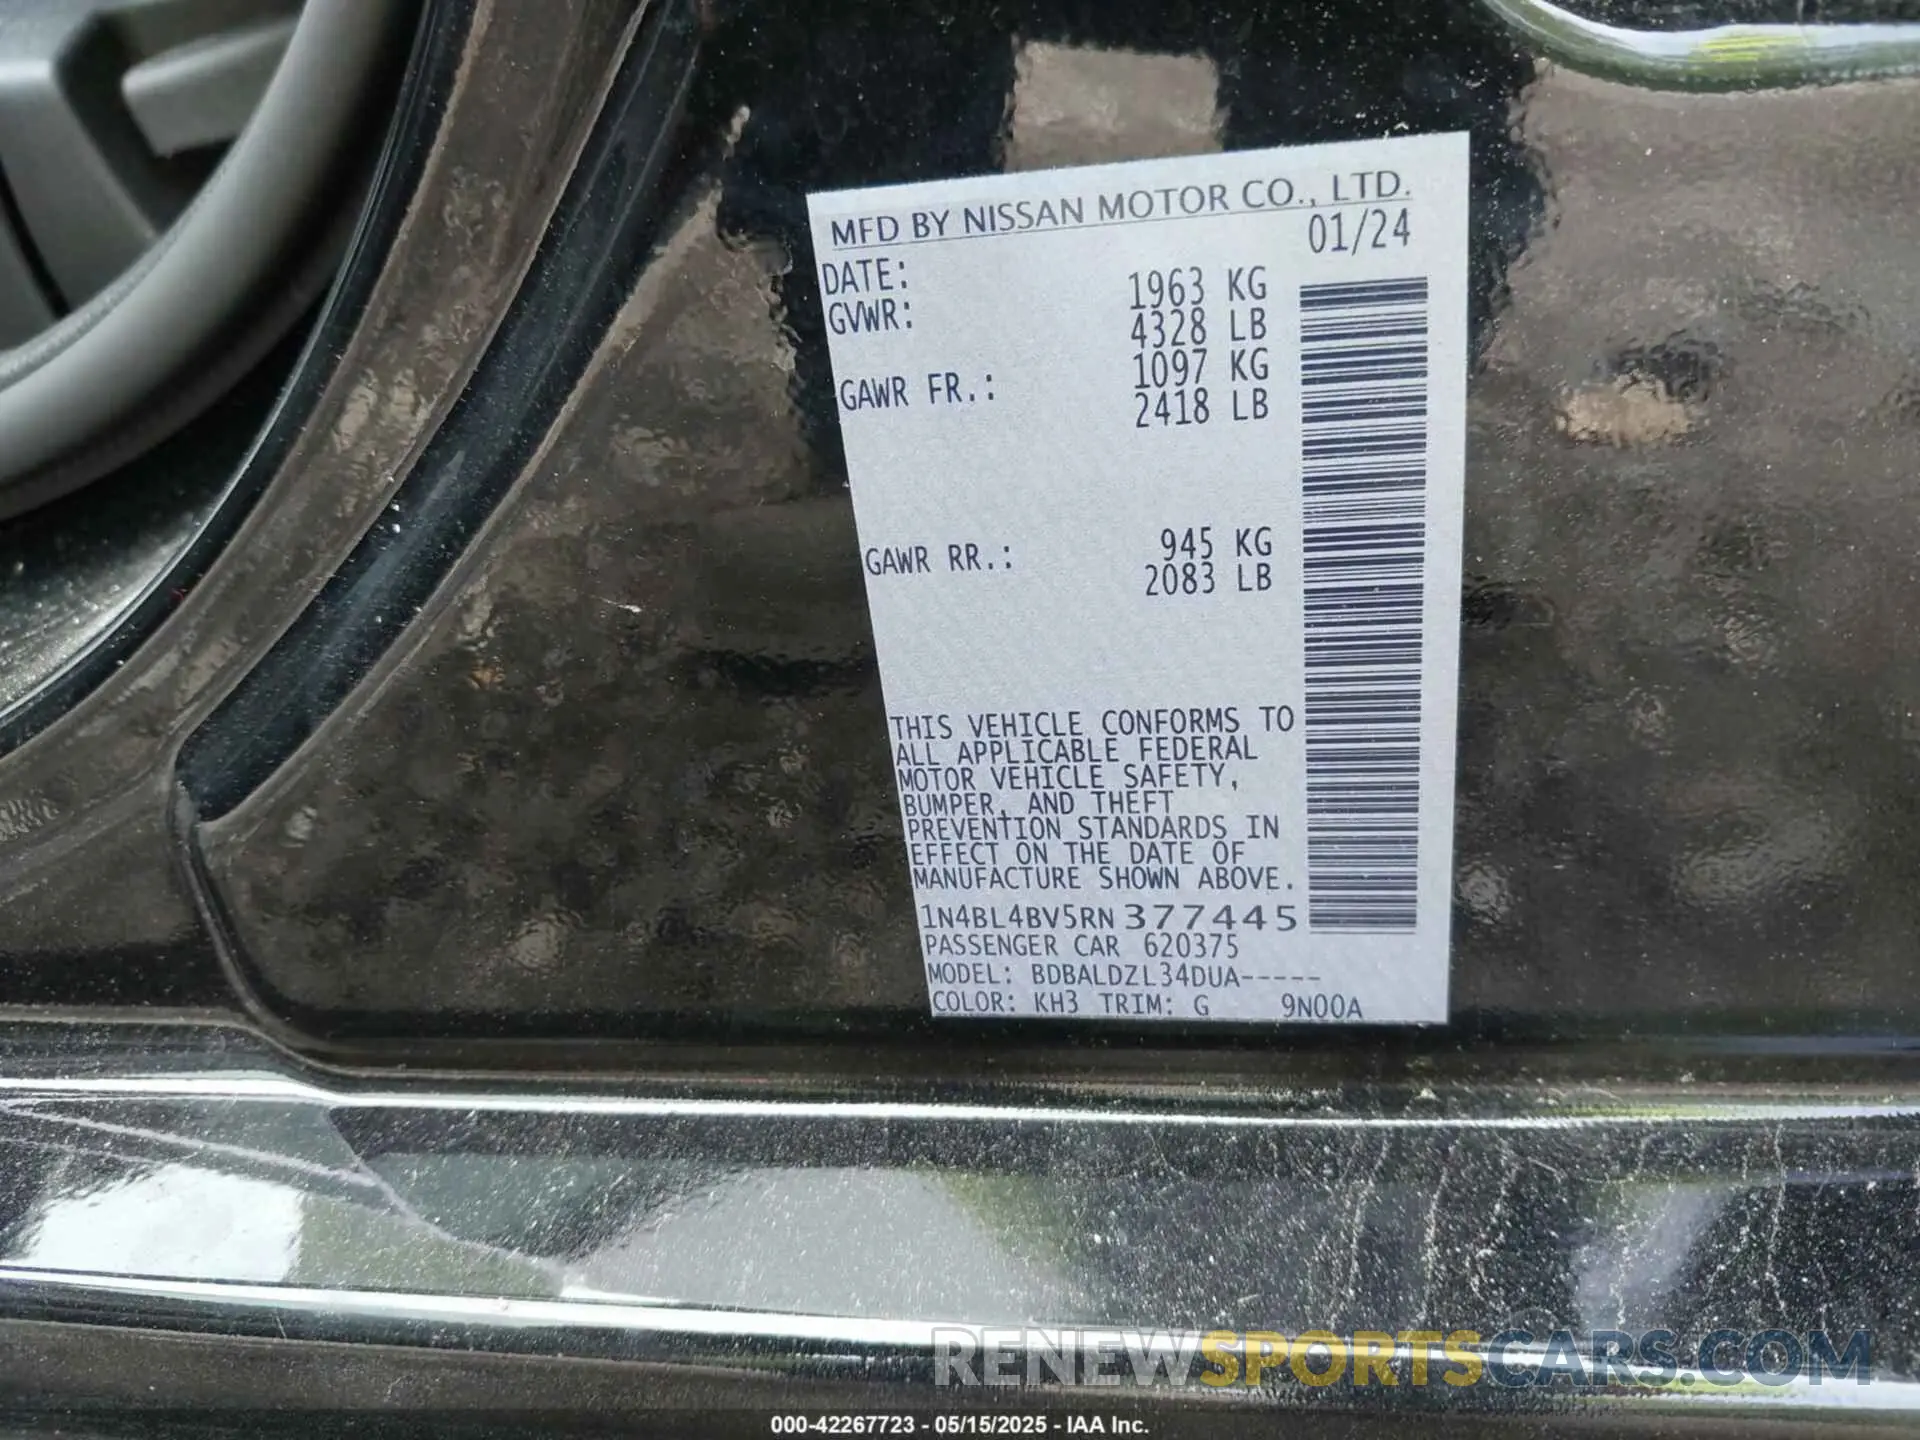 MFD BY NISSAN MOTOR CO., LTD.
DATE: 01/24
GVWR: 1963 KG
4328 LB
GAWR FR.: 1097 KG
2418 LB
GAWR RR.: 945 KG
2083 LB
THIS VEHICLE CONFORMS TO
ALL APPLICABLE FEDERAL
MOTOR VEHICLE SAFETY,
BUMPER, AND THEFT
PREVENTION STANDARDS IN
EFFECT ON THE DATE OF
MANUFACTURE SHOWN ABOVE.
1N4BL4BV5RN377445
PASSENGER CAR 620375
MODEL: BDBALDZL34DUA-----
COLOR: KH3 TRIM: G 9N00A
RENEWSPORTSCARS.COM
000-42267723 - 05/15/2025 - IAA Inc.